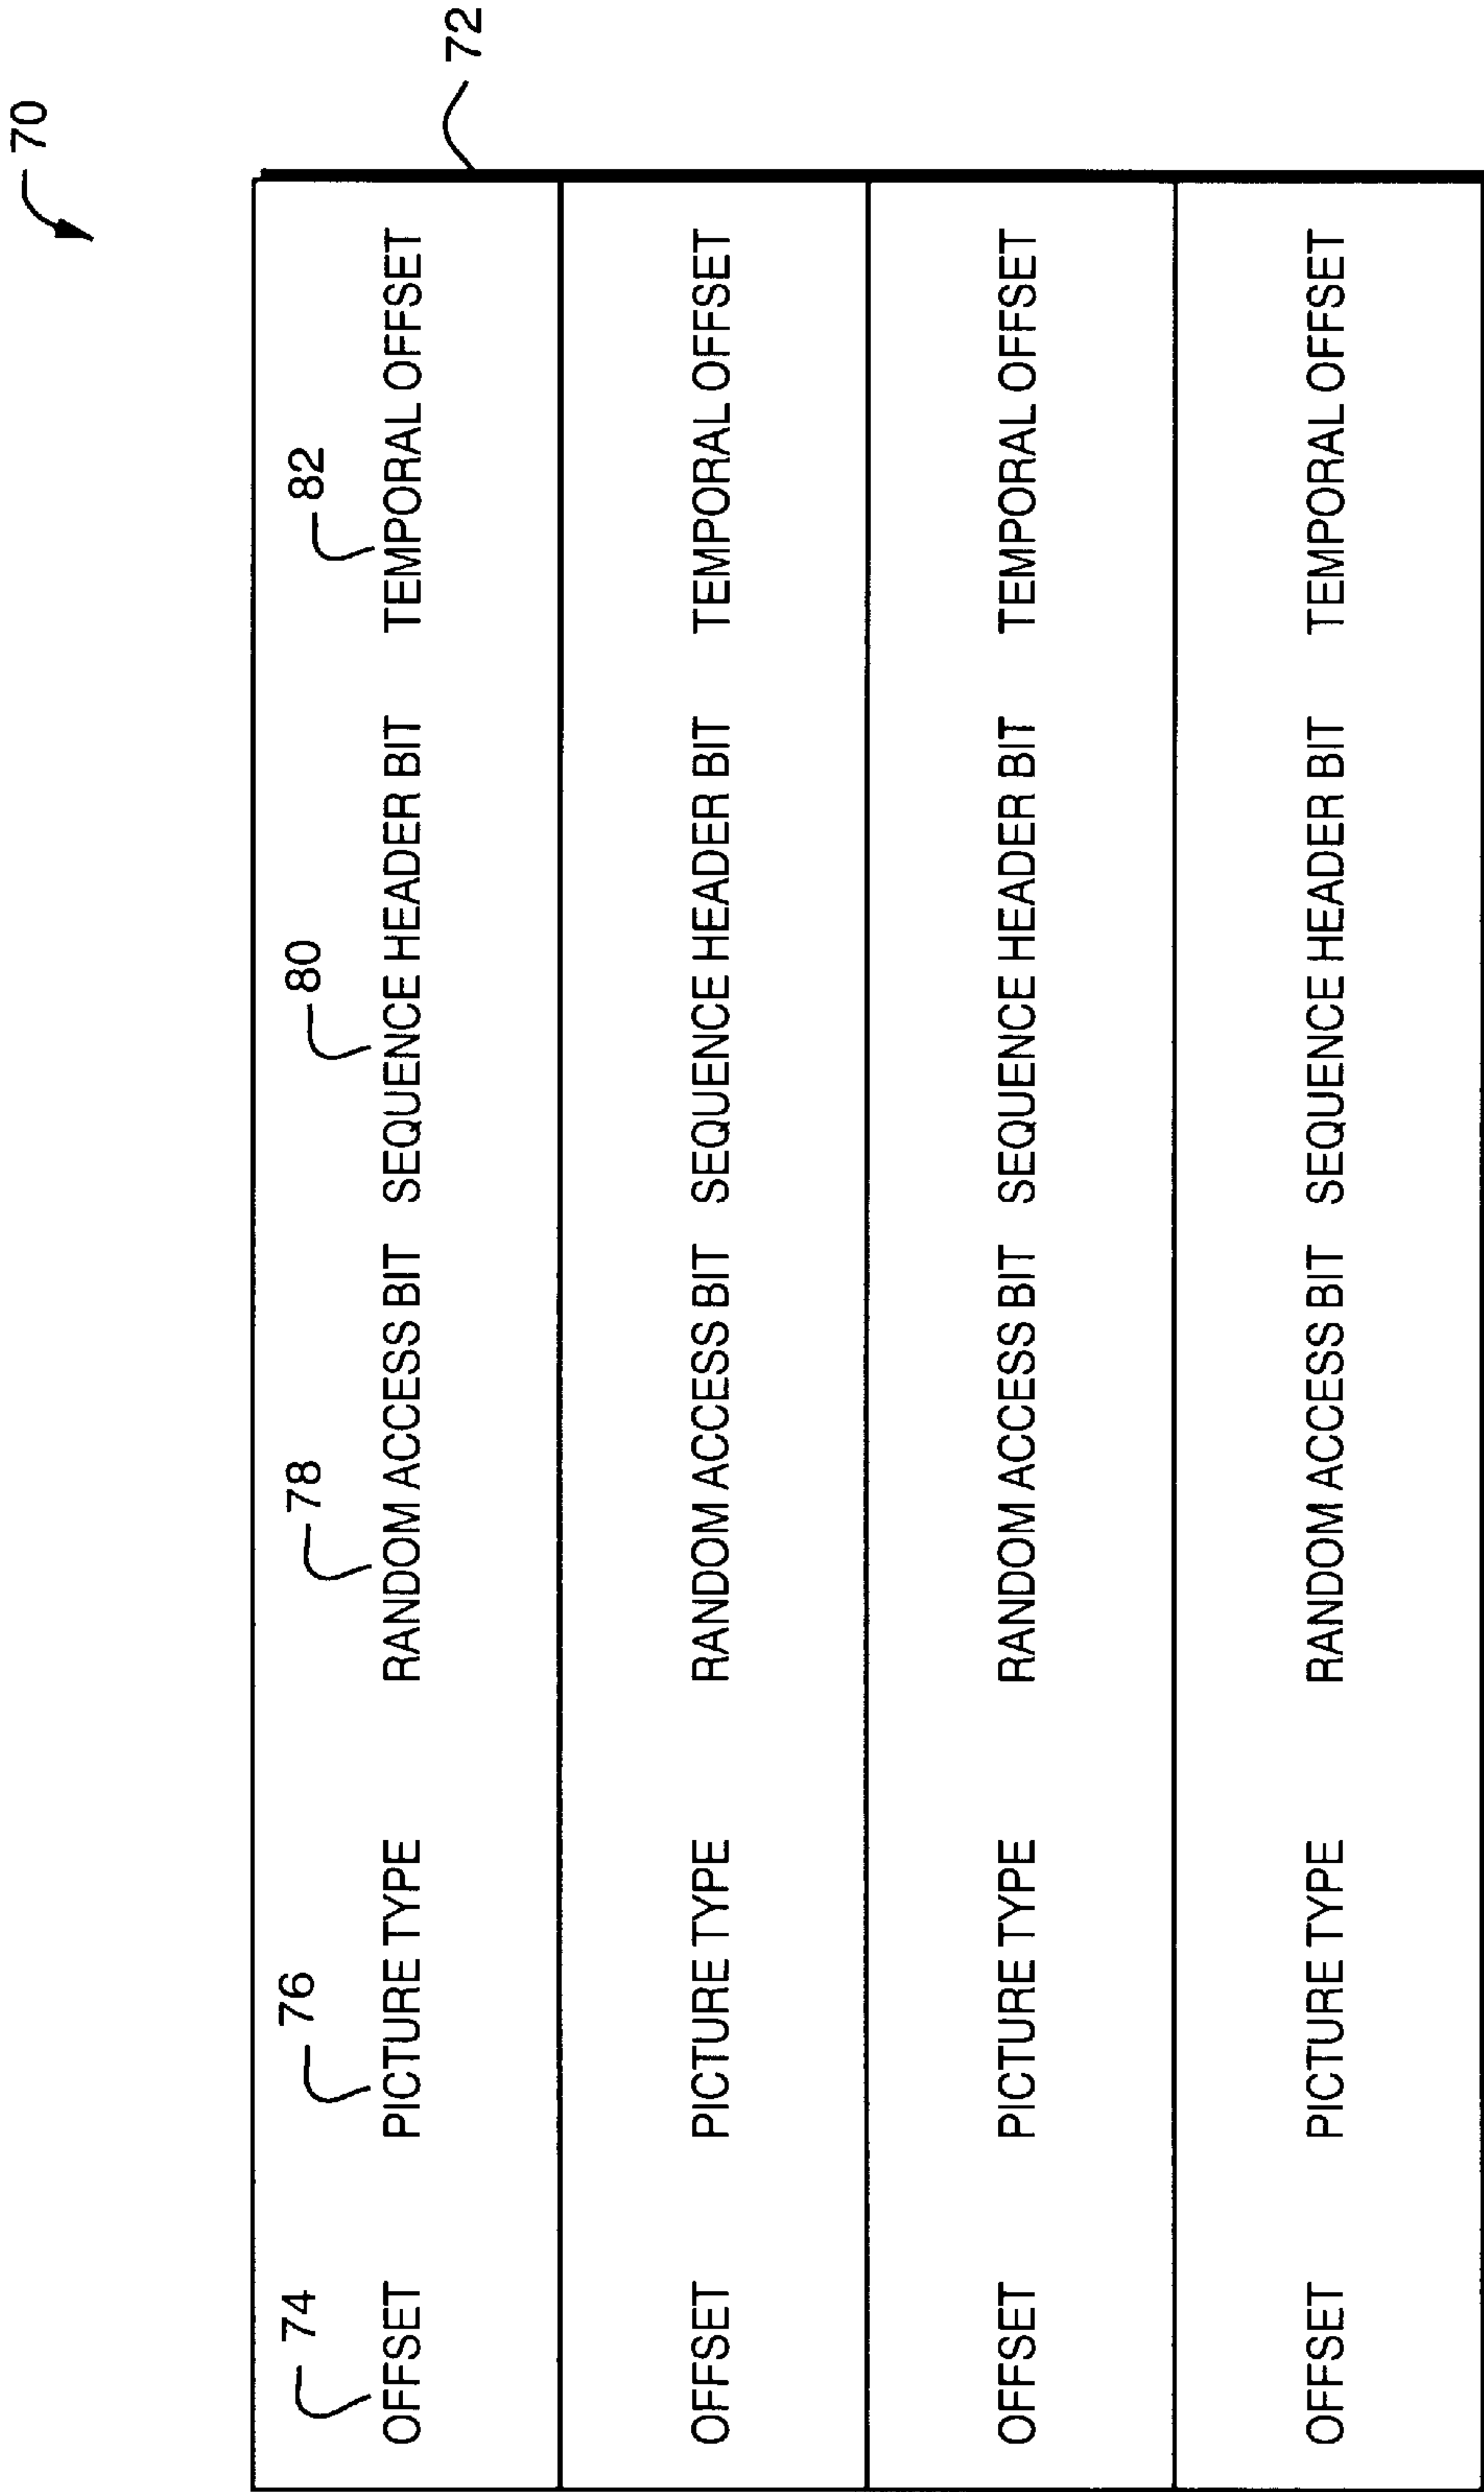 70
72
74 76 78 80 82
OFFSET PICTURE TYPE RANDOM ACCESS BIT SEQUENCE HEADER BIT TEMPORAL OFFSET
OFFSET PICTURE TYPE RANDOM ACCESS BIT SEQUENCE HEADER BIT TEMPORAL OFFSET
OFFSET PICTURE TYPE RANDOM ACCESS BIT SEQUENCE HEADER BIT TEMPORAL OFFSET
OFFSET PICTURE TYPE RANDOM ACCESS BIT SEQUENCE HEADER BIT TEMPORAL OFFSET